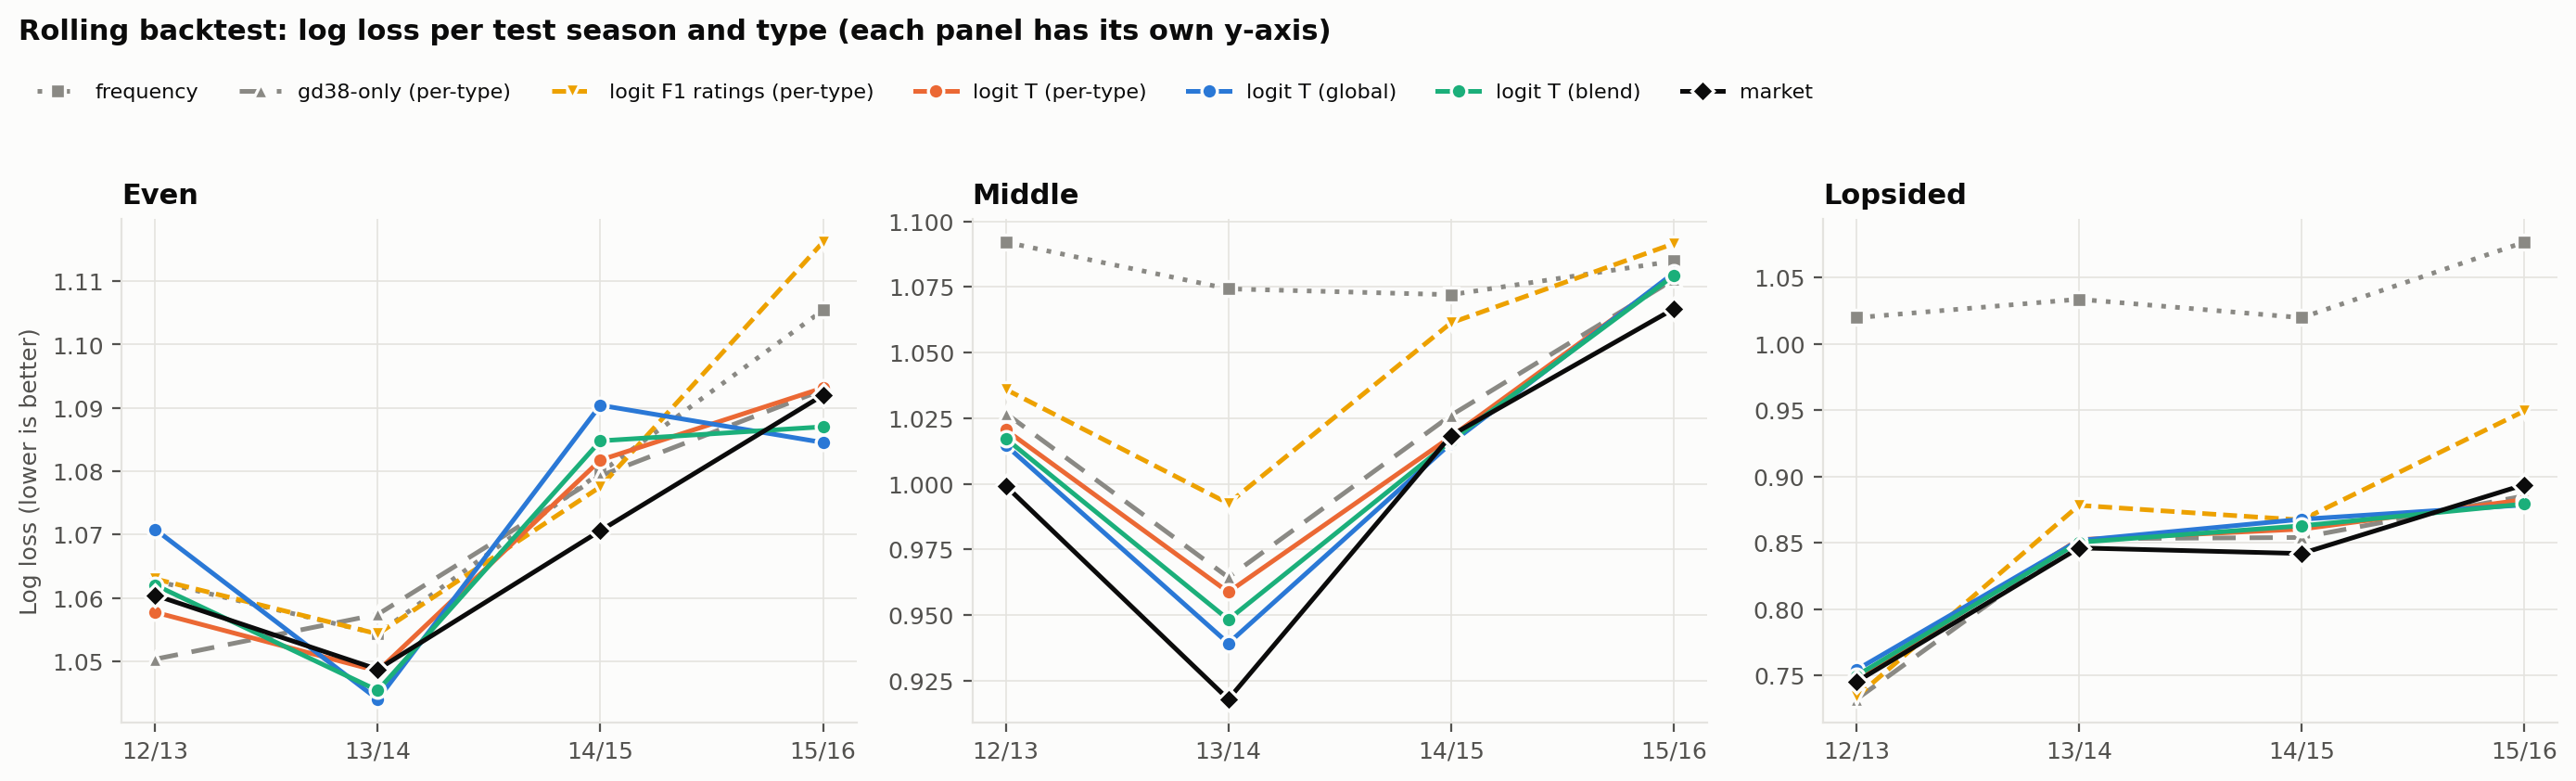 Rolling backtest: log loss per test season and type (each panel has its own y-axis)
frequency gd38-only (per-type) logit F1 ratings (per-type) logit T (per-type) logit T (global) logit T (blend) market
Even
Log loss (lower is better)
1.11
1.10
1.09
1.08
1.07
1.06
1.05
12/13 13/14 14/15 15/16
Middle
1.100
1.075
1.050
1.025
1.000
0.975
0.950
0.925
12/13 13/14 14/15 15/16
Lopsided
1.05
1.00
0.95
0.90
0.85
0.80
0.75
12/13 13/14 14/15 15/16